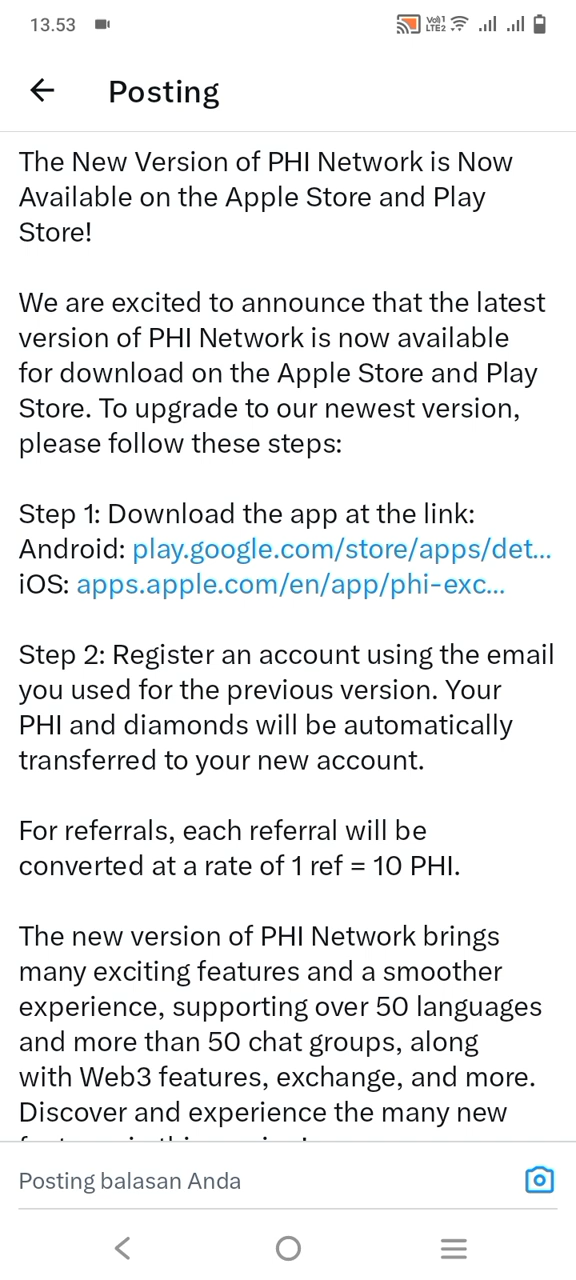 13.53
Vo) 1
LTE2
Posting
The New Version of PHI Network is Now
Available on the Apple Store and Play
Store!
We are excited to announce that the latest
version of PHI Network is now available
for download on the Apple Store and Play
Store. To upgrade to our newest version,
please follow these steps:
Step 1: Download the app at the link:
Android: play.google.com/store/apps/det...
iOS: apps.apple.com/en/app/phi-exc...
Step 2: Register an account using the email
you used for the previous version. Your
PHI and diamonds will be automatically
transferred to your new account.
For referrals, each referral will be
converted at a rate of 1 ref = 10 PHI.
The new version of PHI Network brings
many exciting features and a smoother
experience, supporting over 50 languages
and more than 50 chat groups, along
with Web3 features, exchange, and more.
Discover and experience the many new
Posting balasan Anda